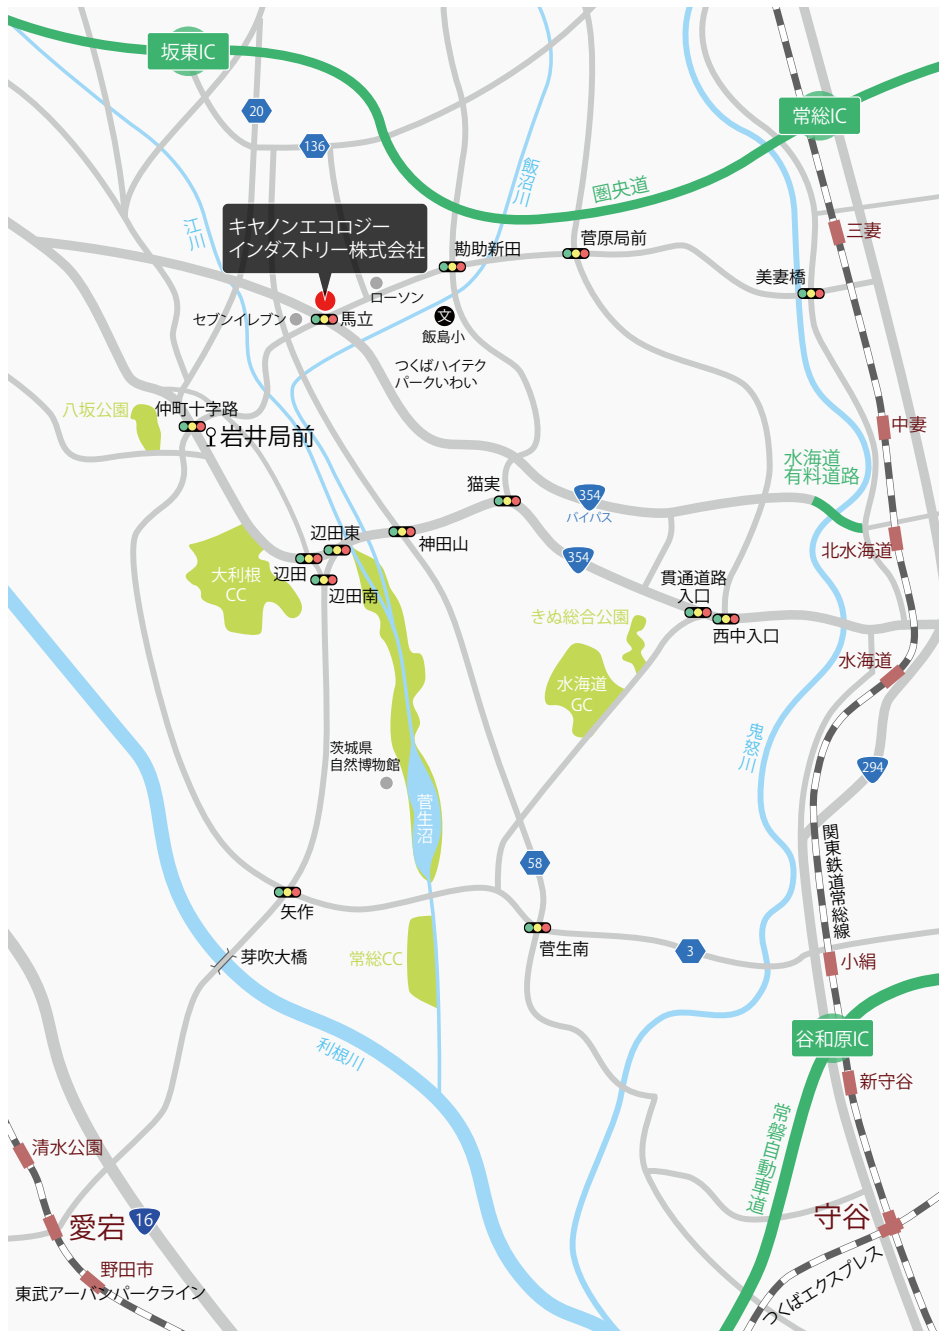 坂東IC
20
136
常総IC
飯沼川
圏央道
江川
キヤノンエコロジー
インダストリー株式会社
三妻
勘助新田
菅原局前
美妻橋
ローソン
セブンイレブン
馬立
文
飯島小
つくばハイテク
パークいわい
八坂公園
仲町十字路
岩井局前
中妻
水海道
有料道路
猫実
354
バイパス
辺田東
神田山
北水海道
354
大利根
CC
辺田
辺田南
貫通道路
入口
きぬ総合公園
西中入口
水海道
水海道
GC
鬼怒川
茨城県
自然博物館
294
菅生沼
関東鉄道常総線
58
矢作
菅生南
3
芽吹大橋
常総CC
小絹
谷和原IC
利根川
新守谷
常磐自動車道
清水公園
愛宕
16
守谷
野田市
東武アーバンパークライン
つくばエクスプレス